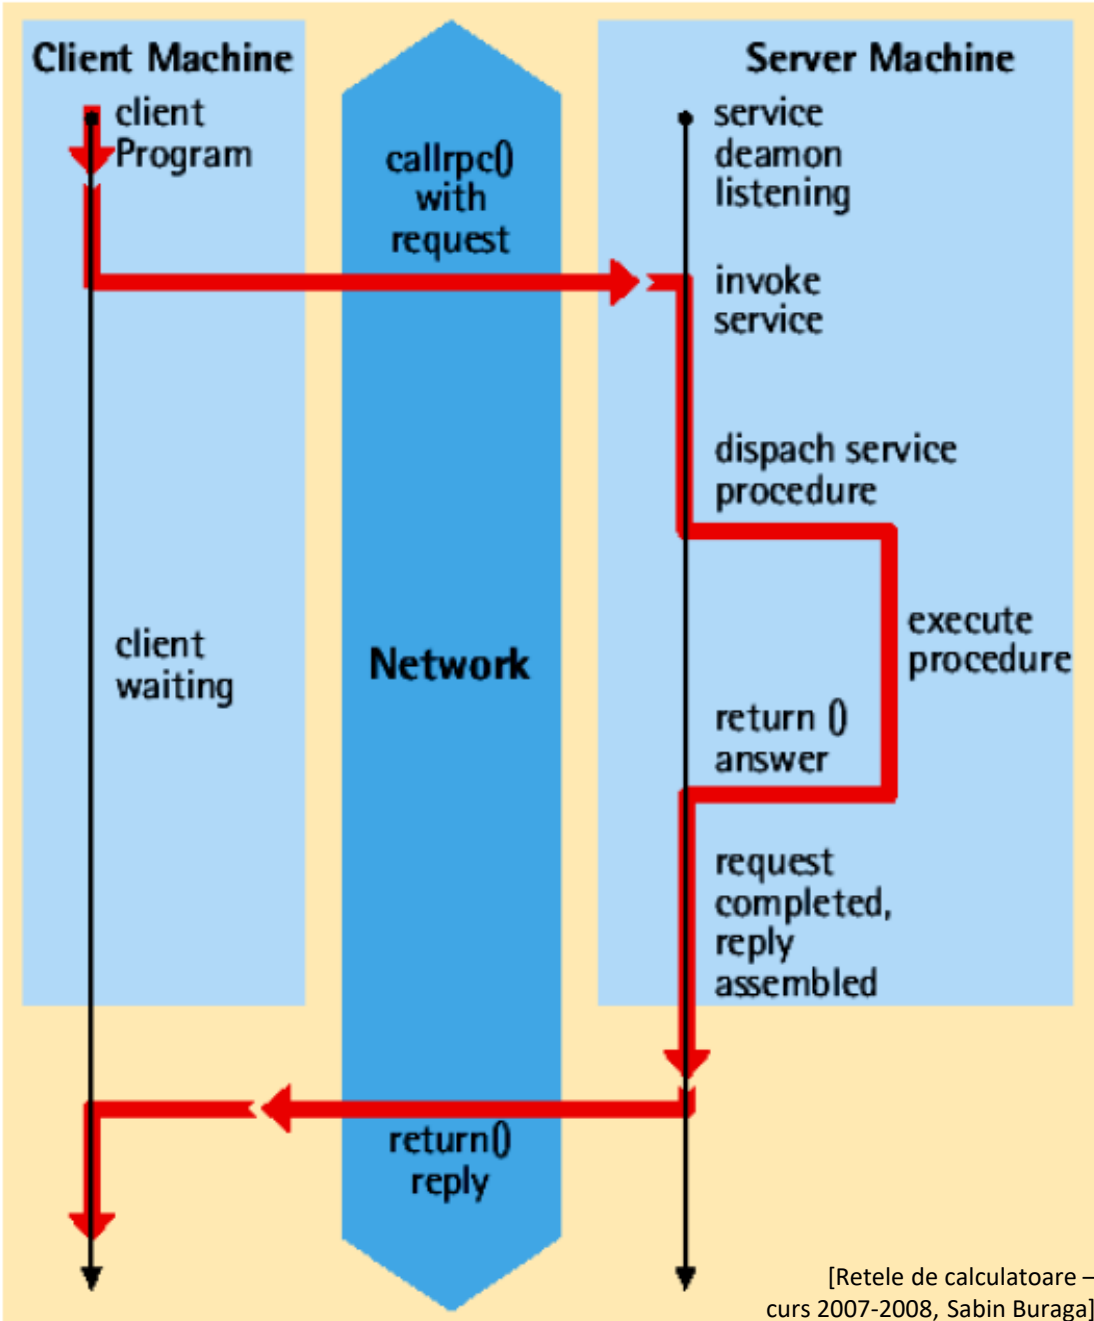 Client Machine
client
Program
callrpc()
with
request
Server Machine
service
deamon
listening
invoke
service
dispach service
procedure
execute
procedure
client
waiting
Network
return ()
answer
request
completed,
reply
assembled
return()
reply
[Retele de calculatoare –
curs 2007-2008, Sabin Buraga]